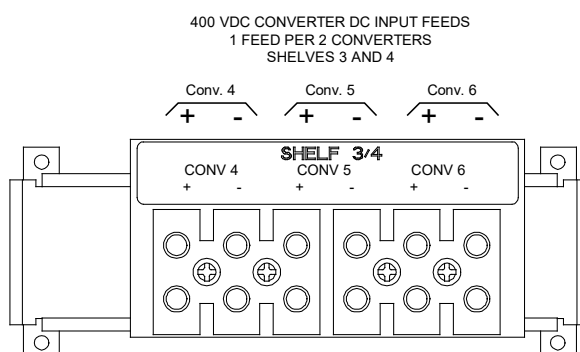 400 VDC CONVERTER DC INPUT FEEDS
1 FEED PER 2 CONVERTERS
SHELVES 3 AND 4
Conv. 4 Conv. 5 Conv. 6
+ - + - + -
SHELF 3/4
CONV 4 CONV 5 CONV 6
+ - + - + -